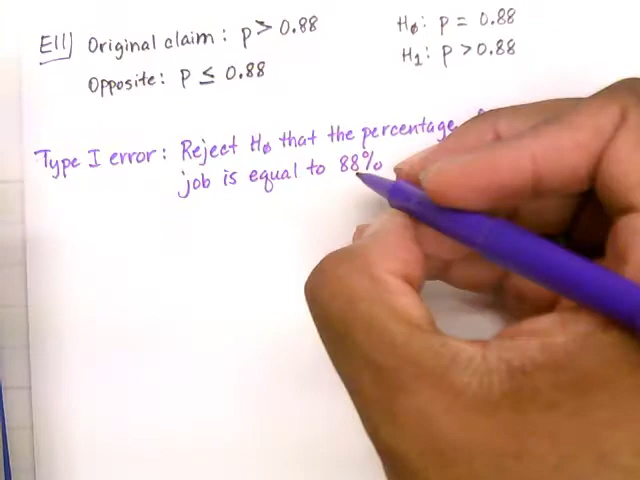 E11] Original claim: p > 0.88
Opposite: p ≤ 0.88
H₀: p = 0.88
H₁: p > 0.88
Type I error: Reject H₀ that the percentage
job is equal to 88%